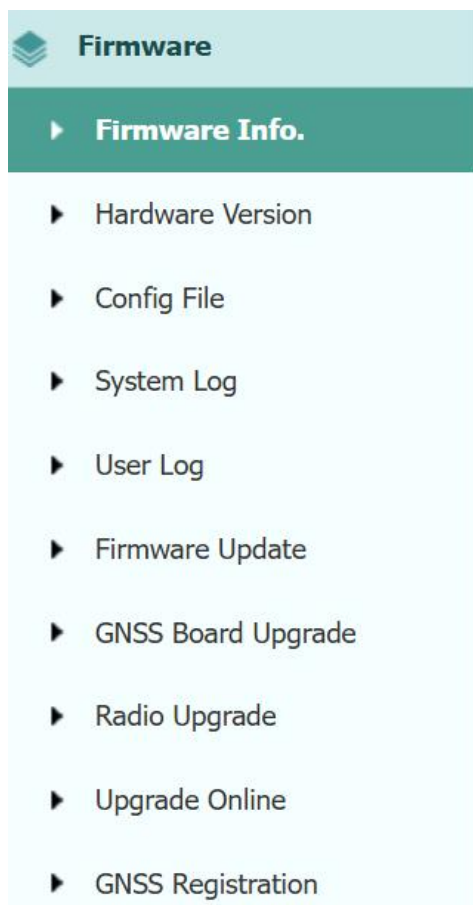 Firmware
Firmware Info.
Hardware Version
Config File
System Log
User Log
Firmware Update
GNSS Board Upgrade
Radio Upgrade
Upgrade Online
GNSS Registration